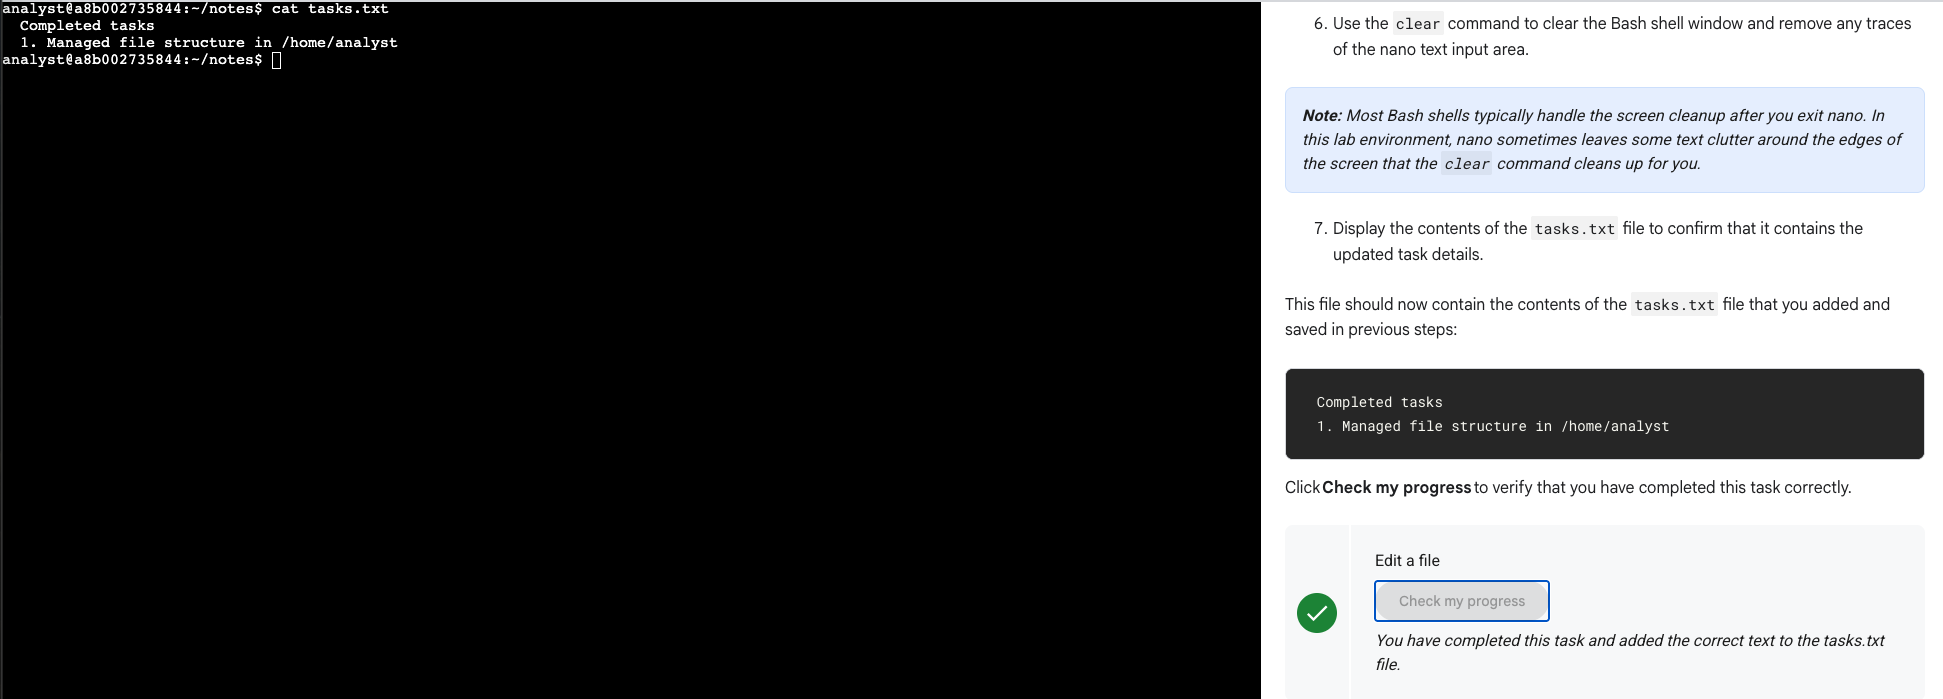 analyst@a8b002735844:~/notes$ cat tasks.txt
Completed tasks
1. Managed file structure in /home/analyst
analyst@a8b002735844:~/notes$
6. Use the clear command to clear the Bash shell window and remove any traces
of the nano text input area.
Note: Most Bash shells typically handle the screen cleanup after you exit nano. In
this lab environment, nano sometimes leaves some text clutter around the edges of
the screen that the clear command cleans up for you.
7. Display the contents of the tasks.txt file to confirm that it contains the
updated task details.
This file should now contain the contents of the tasks.txt file that you added and
saved in previous steps:
Completed tasks
1. Managed file structure in /home/analyst
Click Check my progress to verify that you have completed this task correctly.
Edit a file
Check my progress
You have completed this task and added the correct text to the tasks.txt
file.